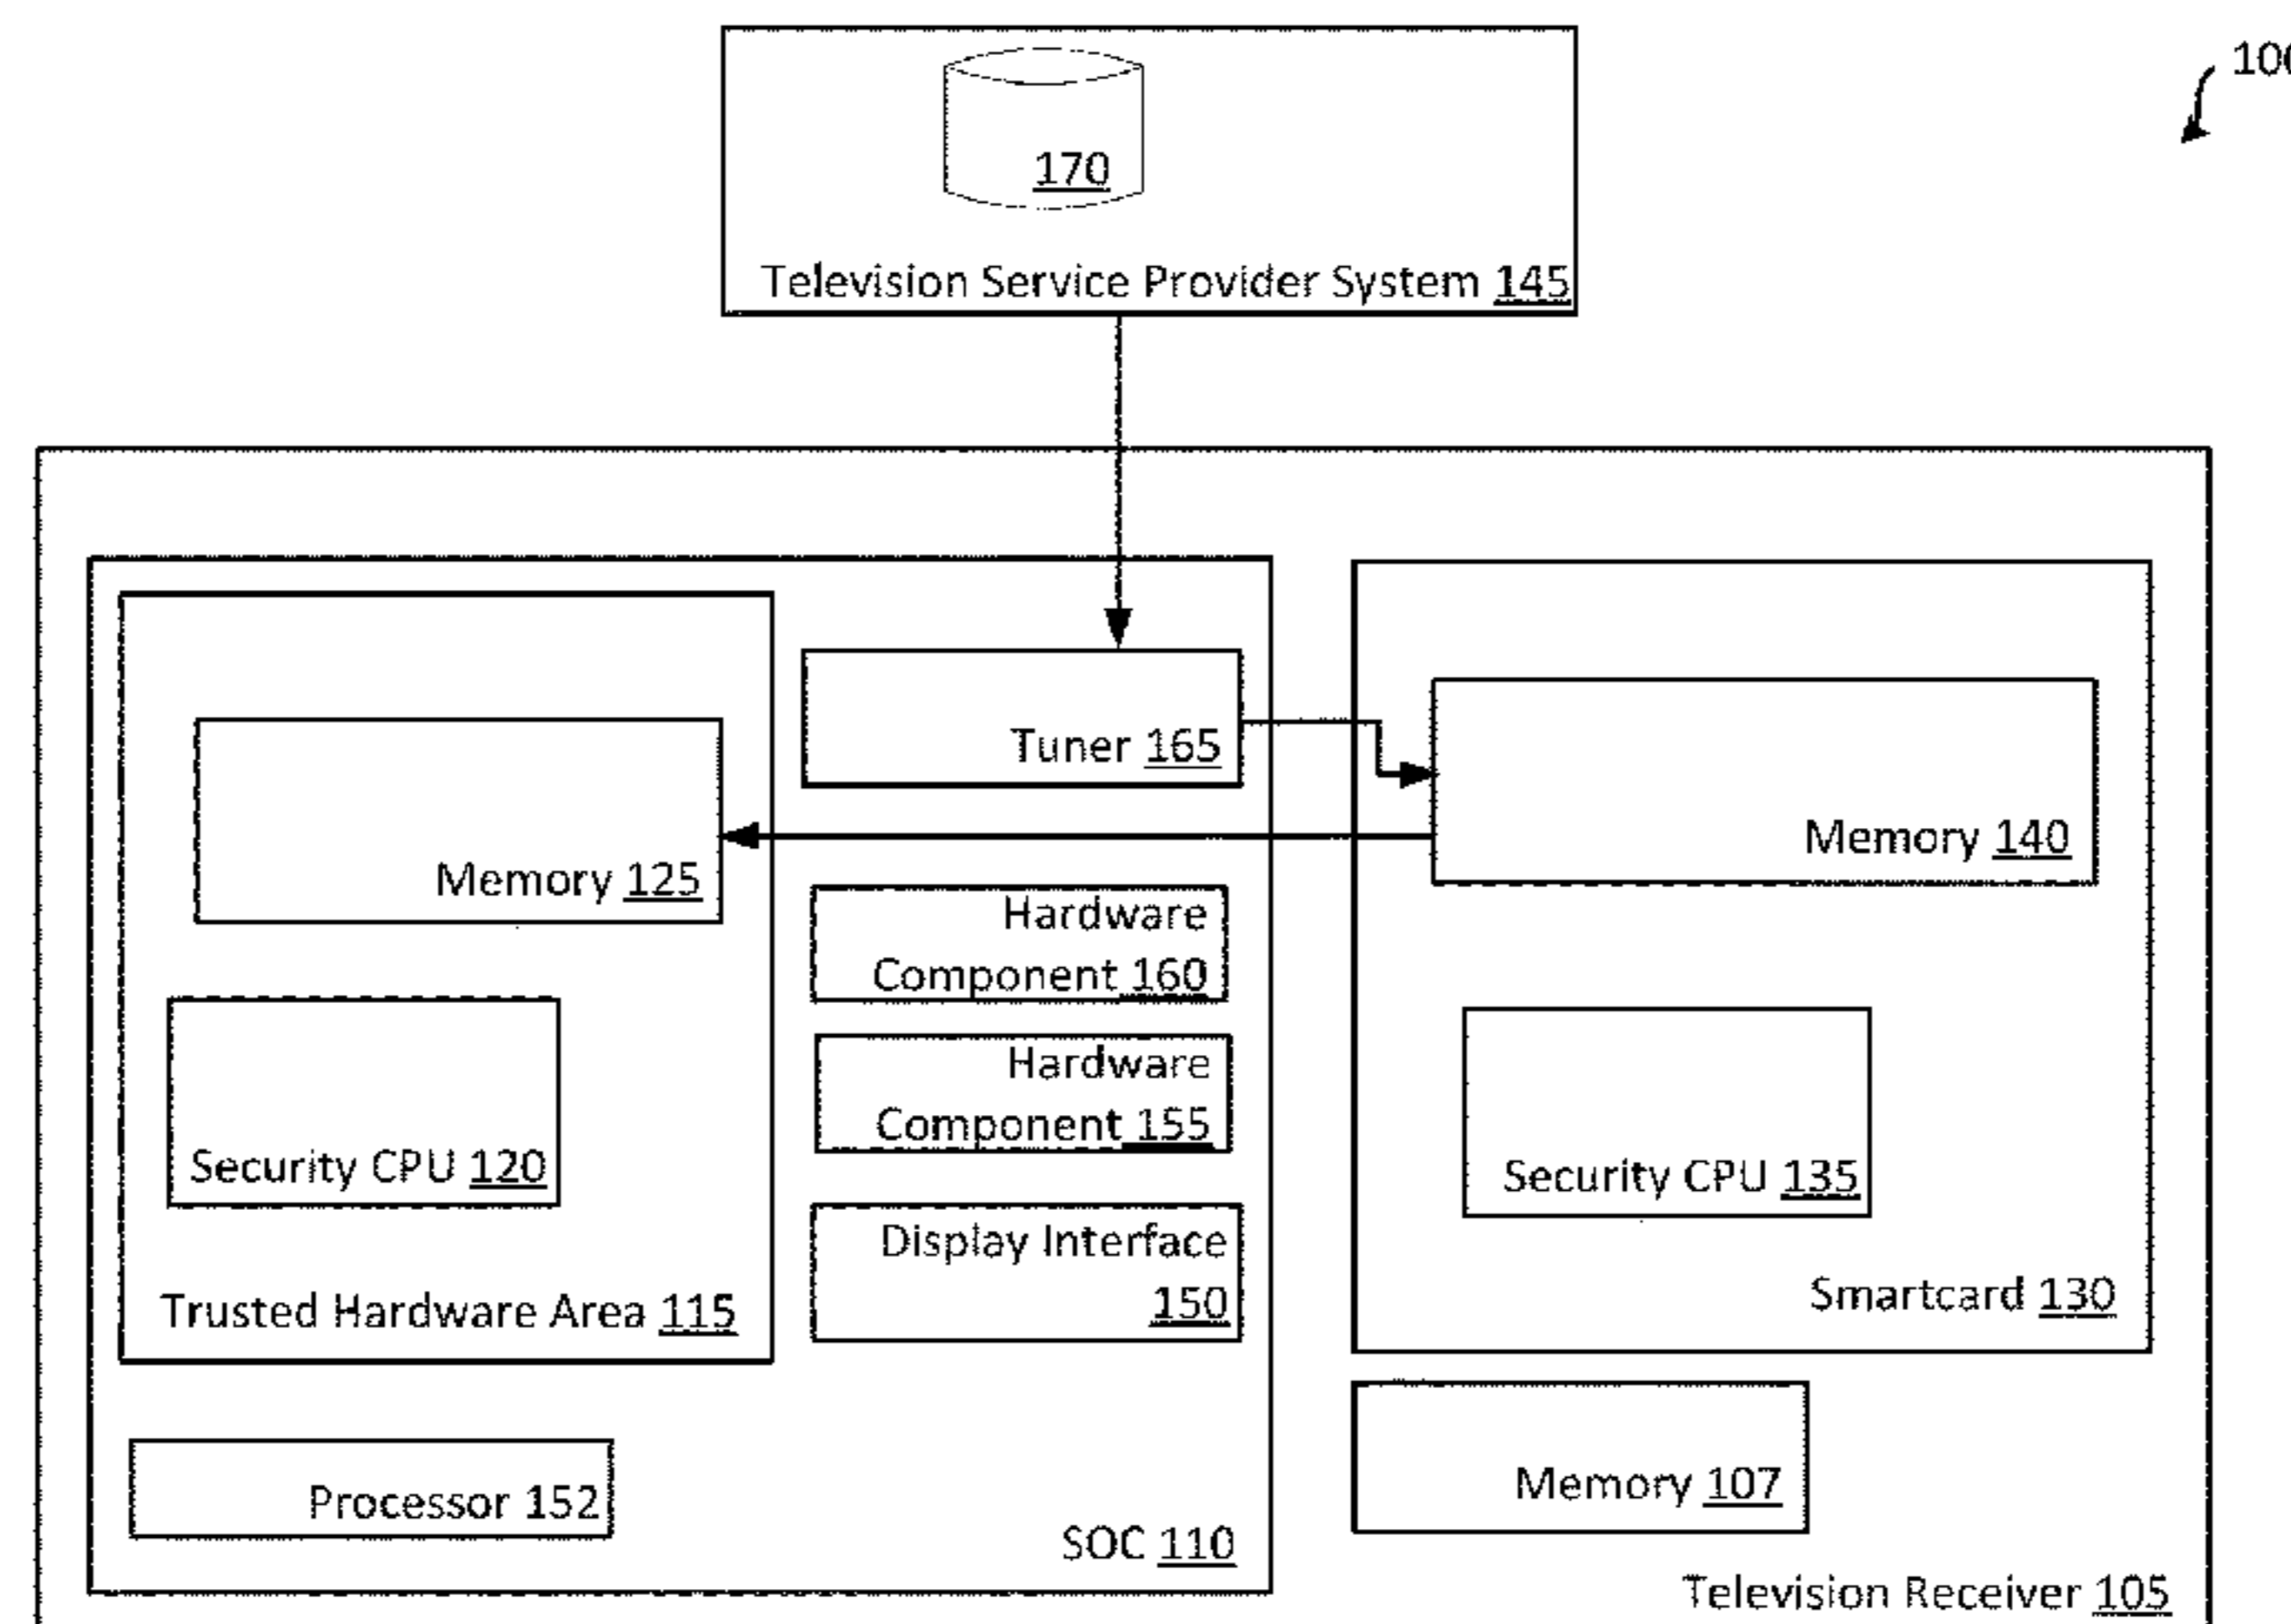 100
170
Television Service Provider System 145
Tuner 165
Memory 125
Memory 140
Hardware
Component 160
Hardware
Component 155
Security CPU 120
Security CPU 135
Display Interface
150
Trusted Hardware Area 115
Smartcard 130
Processor 152
Memory 107
SOC 110
Television Receiver 105